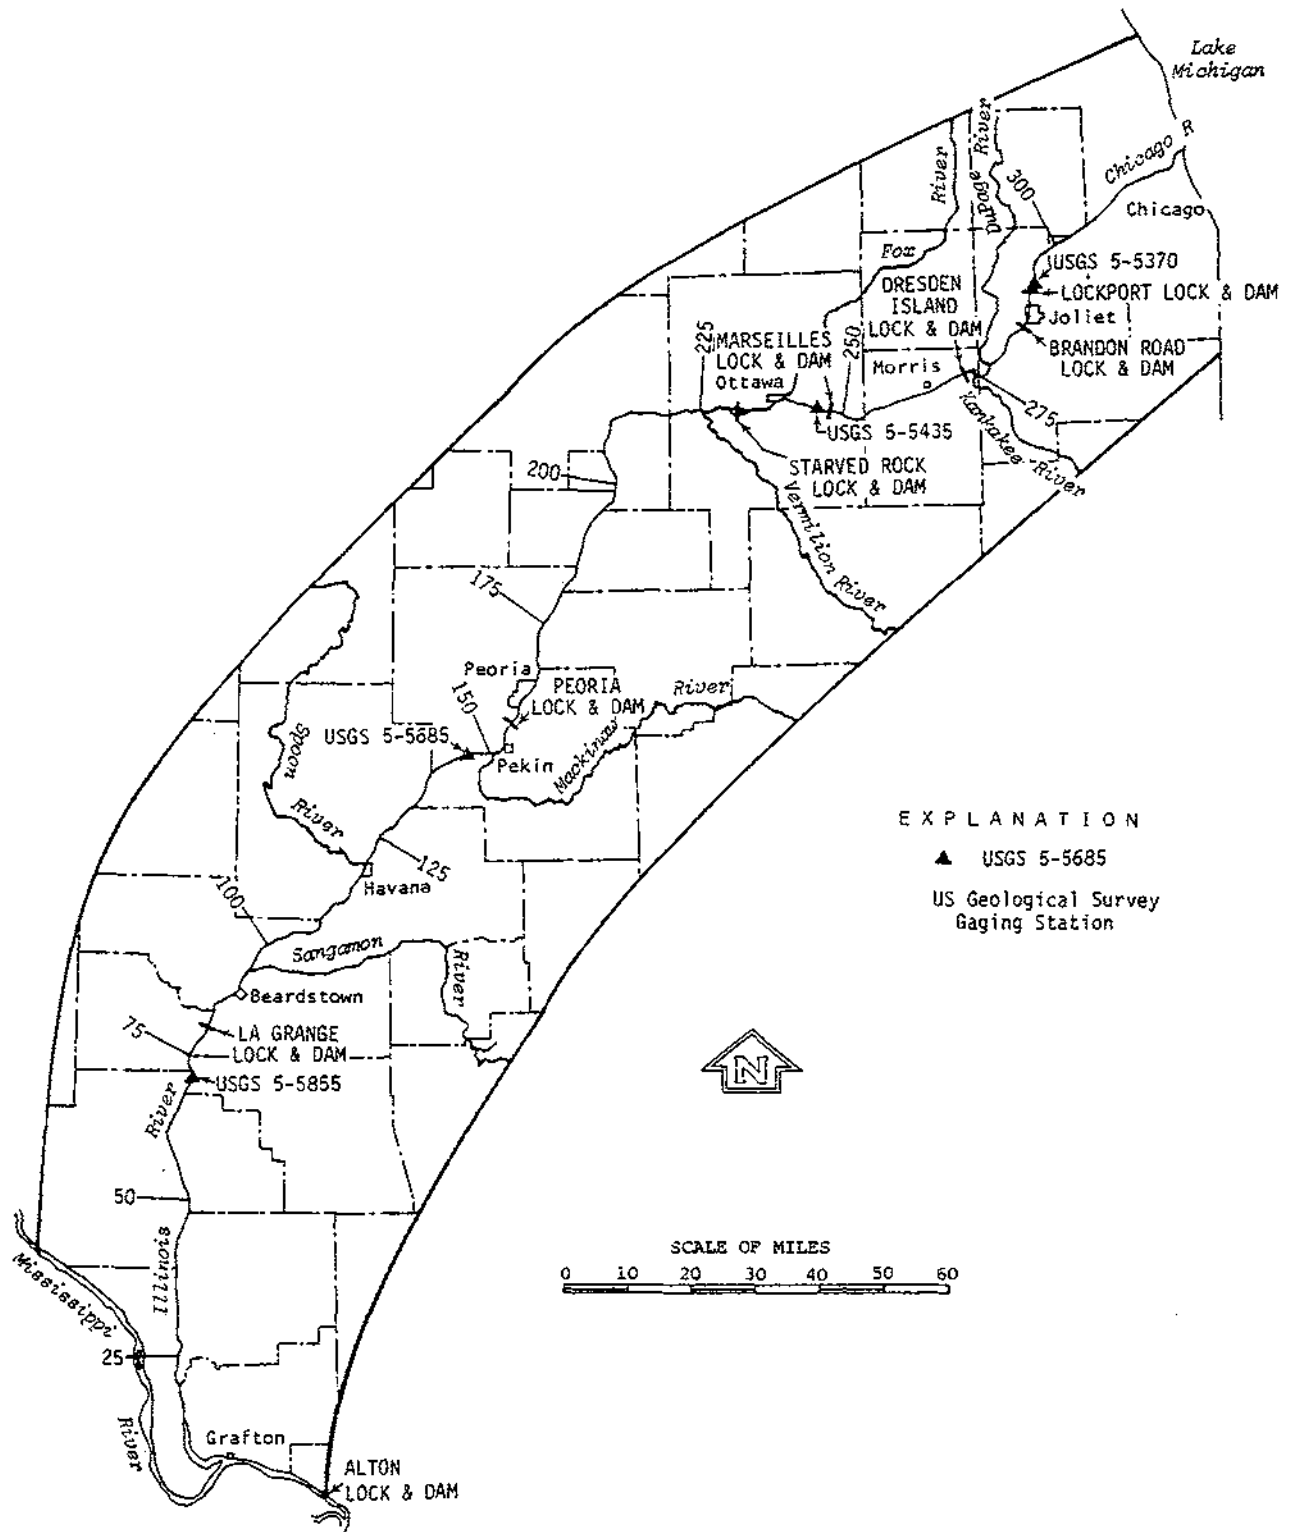 Lake
Michigan
Chicago R
Chicago
River
River
DuPage
300
Fox
USGS 5-5370
LOCKPORT LOCK & DAM
Joliet
BRANDON ROAD
LOCK & DAM
DRESDEN
ISLAND
LOCK & DAM
225
MARSEILLES
LOCK & DAM
250
Ottawa
Morris
275
Kankakee River
USGS 5-5435
STARVED ROCK
LOCK & DAM
200
Vermilion River
175
Peoria
150
PEORIA
LOCK & DAM
River
Mackinaw
USGS 5-5685
Pekin
Spoon
River
125
Havana
100
Sangamon
River
Beardstown
75
LA GRANGE
LOCK & DAM
USGS 5-5855
River
50
Illinois
Mississippi
25
River
Grafton
ALTON
LOCK & DAM
EXPLANATION
USGS 5-5685
US Geological Survey
Gaging Station
N
SCALE OF MILES
0 10 20 30 40 50 60